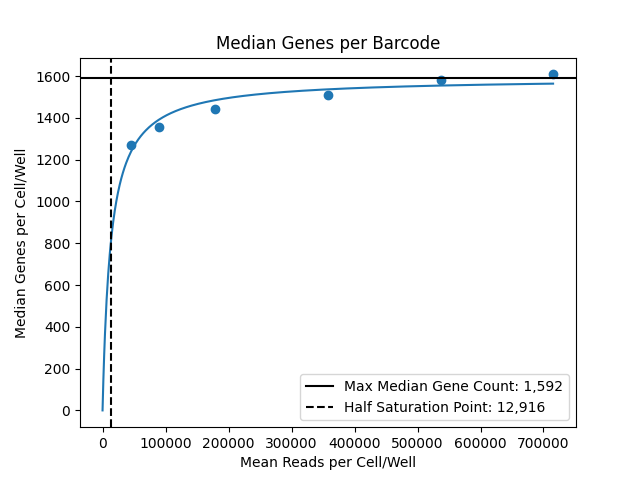 Median Genes per Barcode
Median Genes per Cell/Well
1600
1400
1200
1000
800
600
400
200
0
Max Median Gene Count: 1,592
Half Saturation Point: 12,916
0 100000 200000 300000 400000 500000 600000 700000
Mean Reads per Cell/Well